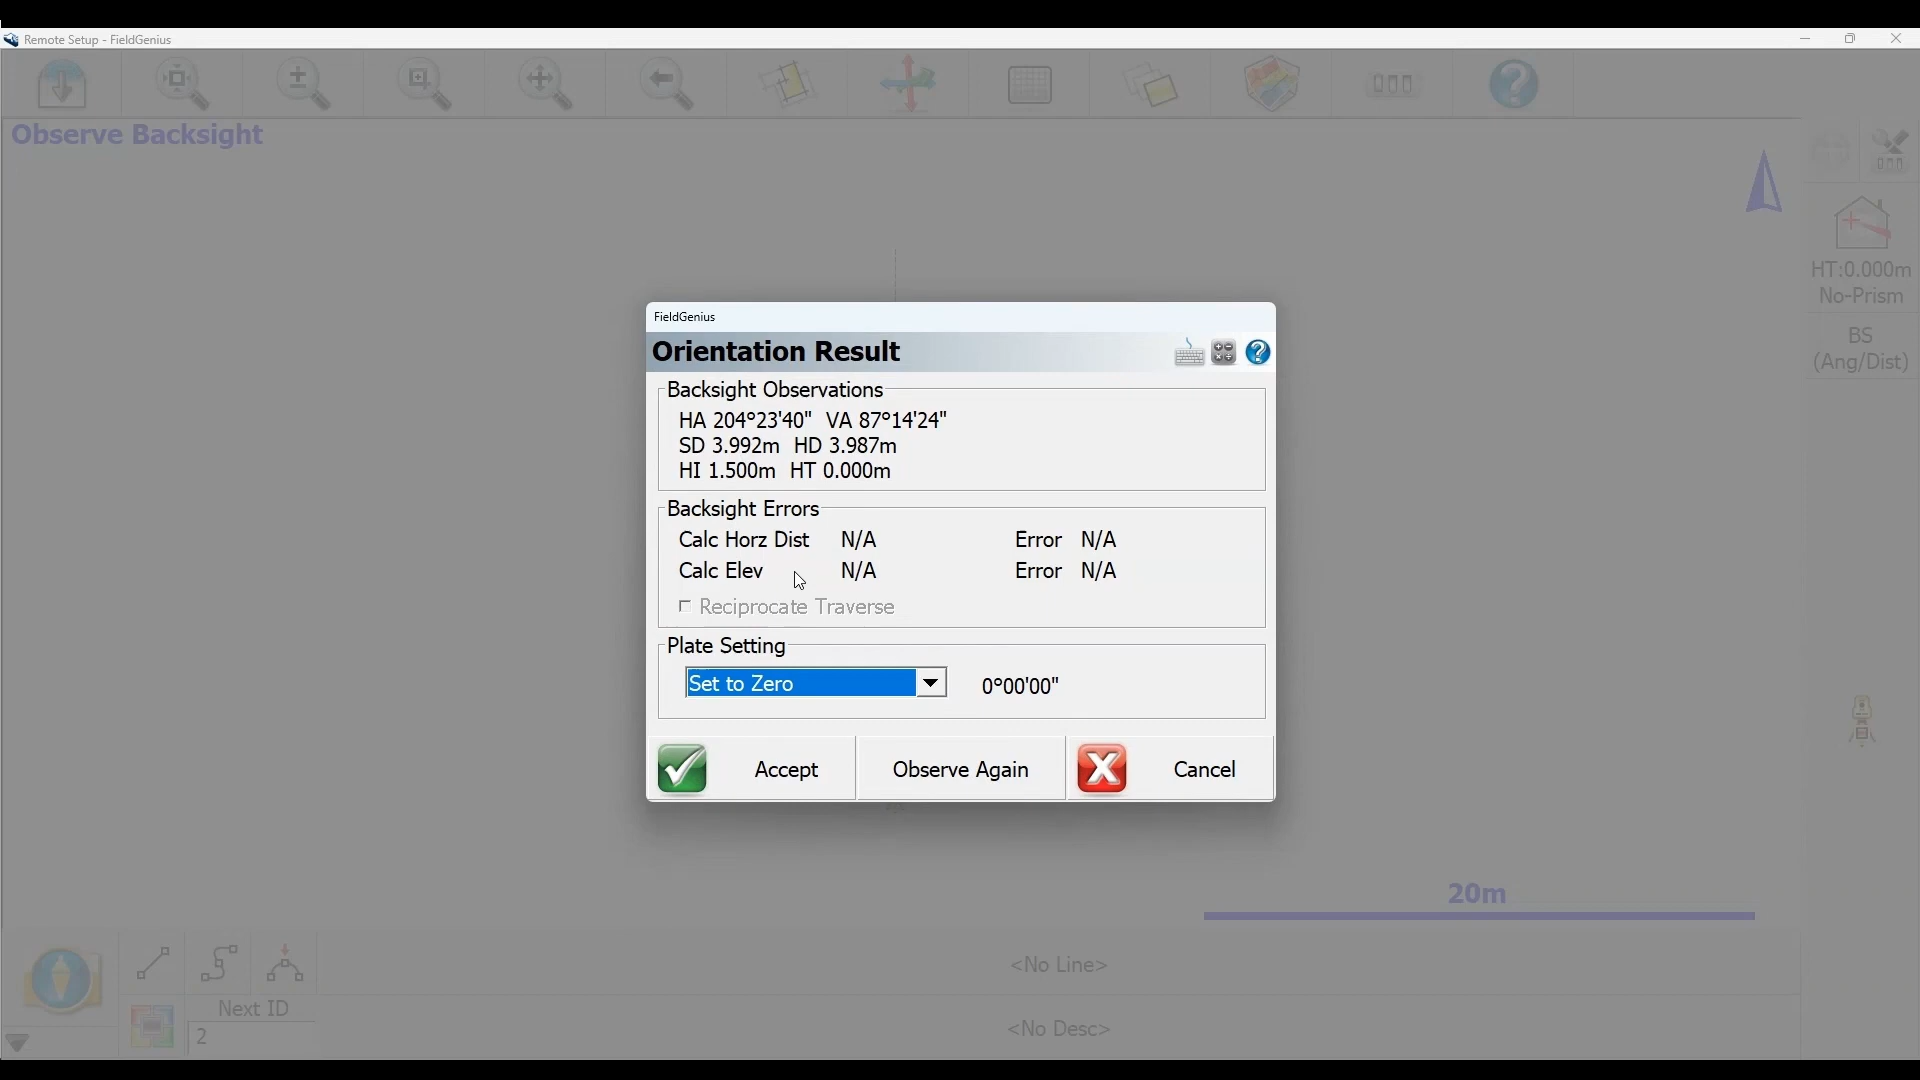 Remote Setup - FieldGenius
Observe Backsight
HT:0.000m
No-Prism
BS
(Ang/Dist)
FieldGenius
Orientation Result
Backsight Observations
HA 204°23'40" VA 87°14'24"
SD 3.992m HD 3.987m
HI 1.500m HT 0.000m
Backsight Errors
Calc Horz Dist N/A Error N/A
Calc Elev N/A Error N/A
Reciprocate Traverse
Plate Setting
Set to Zero 0°00'00"
Accept Observe Again Cancel
20m
<No Line>
Next ID
2
<No Desc>